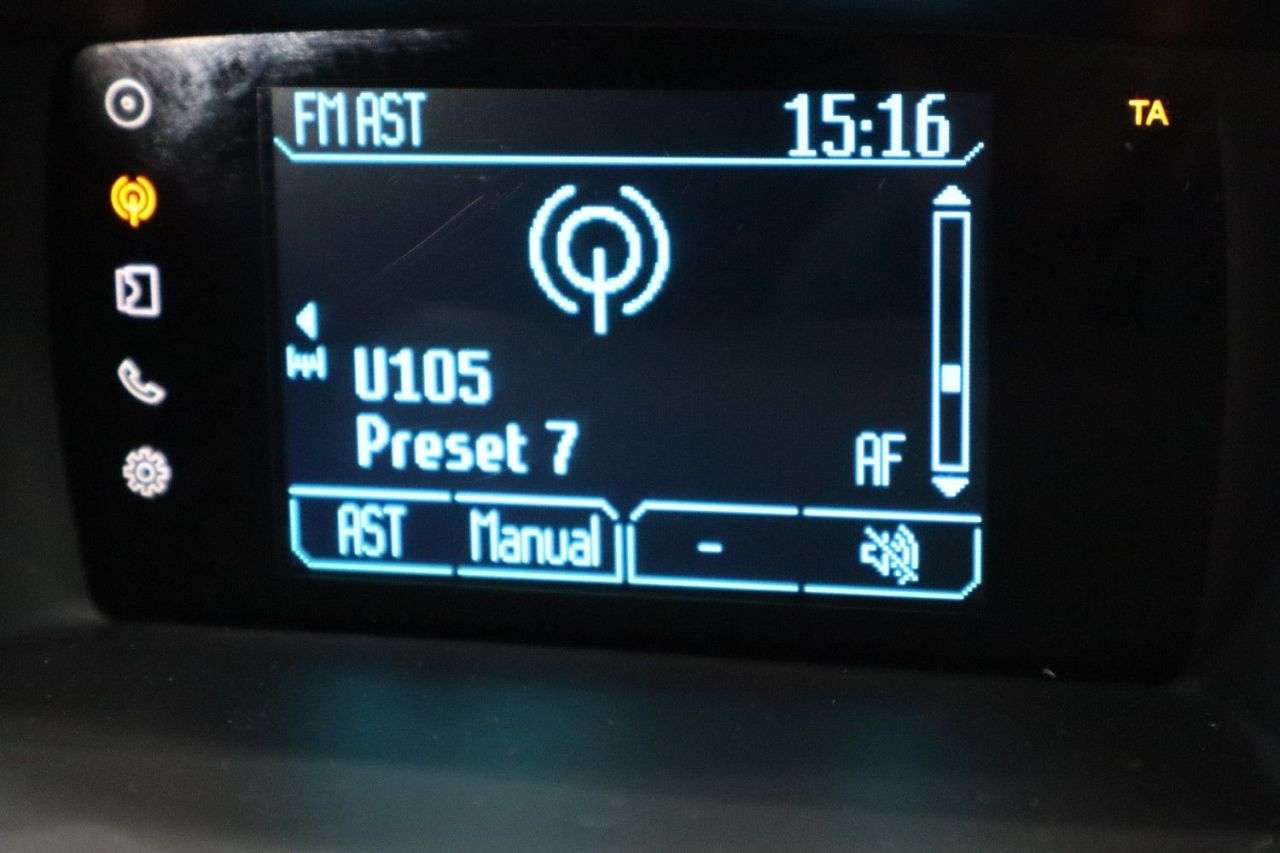 FM AST 15:16
TA
U105
Preset 7
AF
AST Manual -